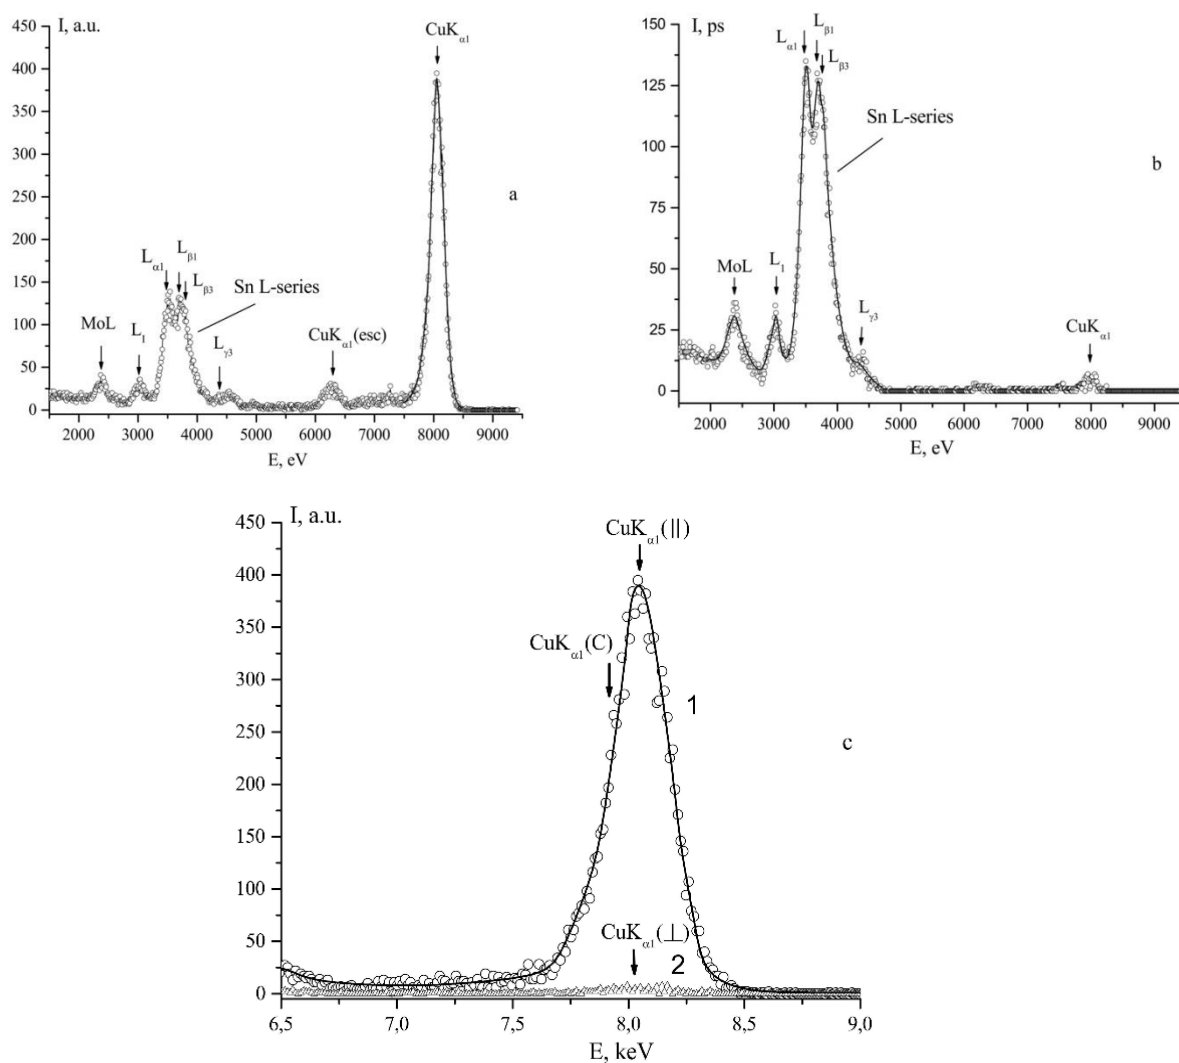 I, a.u.
450
400
350
300
250
200
150
100
50
0
CuKα1
a
Lα1
Lβ1
Lβ3
Sn L-series
MoL
L1
Lγ3
CuKα1(esc)
2000 3000 4000 5000 6000 7000 8000 9000
E, eV
I, ps
150
125
100
75
50
25
0
Lα1
Lβ1
Lβ3
Sn L-series
b
MoL
L1
Lγ3
CuKα1
2000 3000 4000 5000 6000 7000 8000 9000
E, eV
I, a.u.
450
400
350
300
250
200
150
100
50
0
CuKα1(||)
CuKα1(C)
1
c
CuKα1(⊥)
2
6,5 7,0 7,5 8,0 8,5 9,0
E, keV